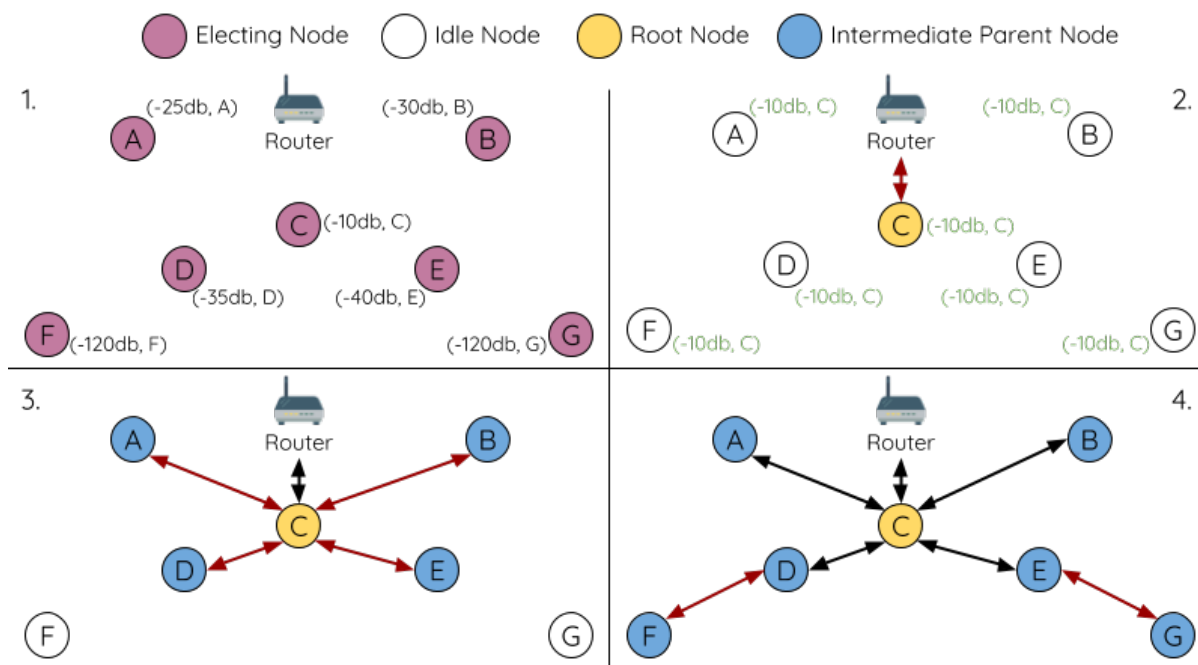 Electing Node Idle Node Root Node Intermediate Parent Node
1.
(-25db, A) (-30db, B)
A B
Router
C (-10db, C)
D E
(-35db, D) (-40db, E)
F (-120db, F) (-120db, G) G
2.
(-10db, C) (-10db, C)
A B
Router
C (-10db, C)
D E
(-10db, C) (-10db, C)
F (-10db, C) (-10db, C) G
3.
A B
Router
C
D E
F G
4.
A B
Router
C
D E
F G